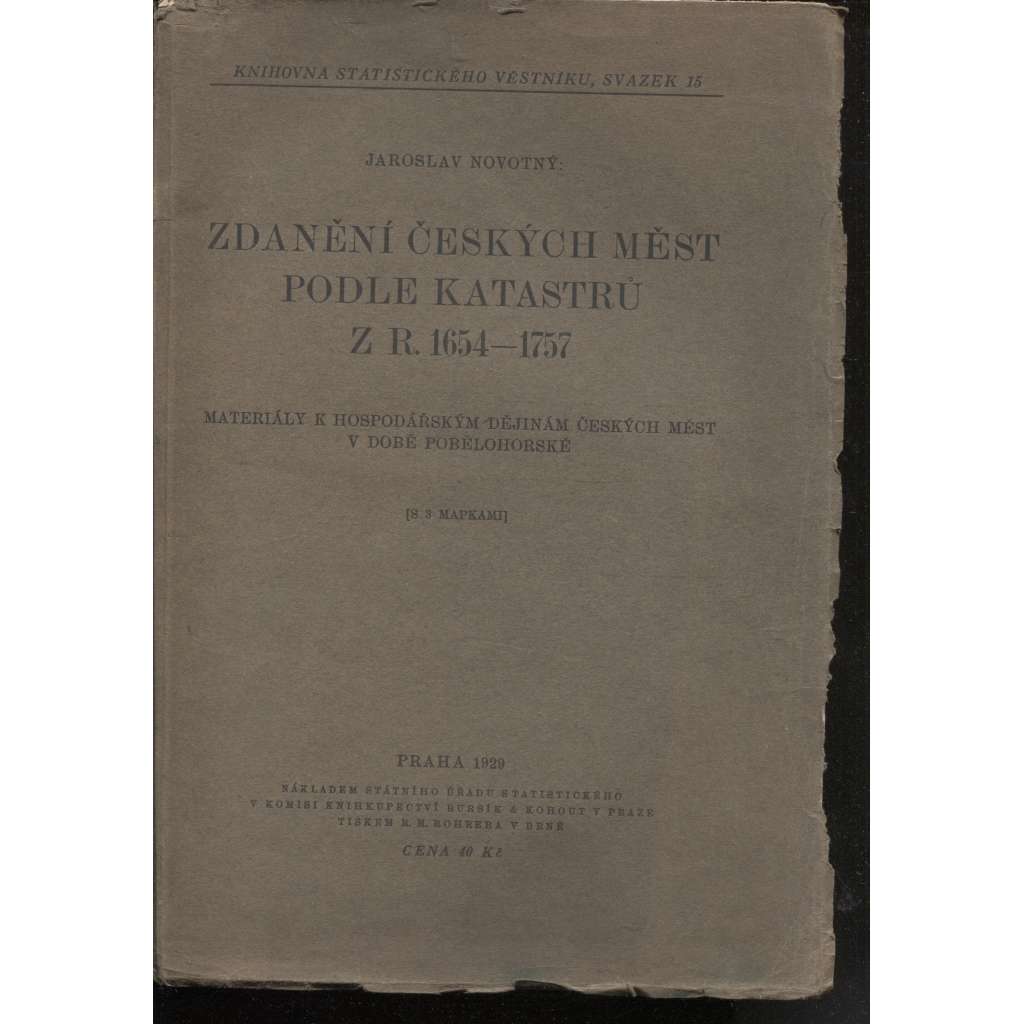 KNIHOVNA STATISTICKÉHO VĚSTNÍKU, SVAZEK 15
JAROSLAV NOVOTNÝ:
ZDANĚNÍ ČESKÝCH MĚST
PODLE KATASTRŮ
Z R. 1654—1757
MATERIÁLY K HOSPODÁŘSKÝM DĚJINÁM ČESKÝCH MĚST
V DOBĚ POBĚLOHORSKÉ
[S 3 MAPKAMI]
PRAHA 1929
NÁKLADEM STÁTNÍHO ÚŘADU STATISTICKÉHO
V KOMISI KNIHKUPECTVÍ BURSÍK & KOHOUT V PRAZE
TISKEM R. M. ROHRERA V BRNĚ
CENA 40 Kč